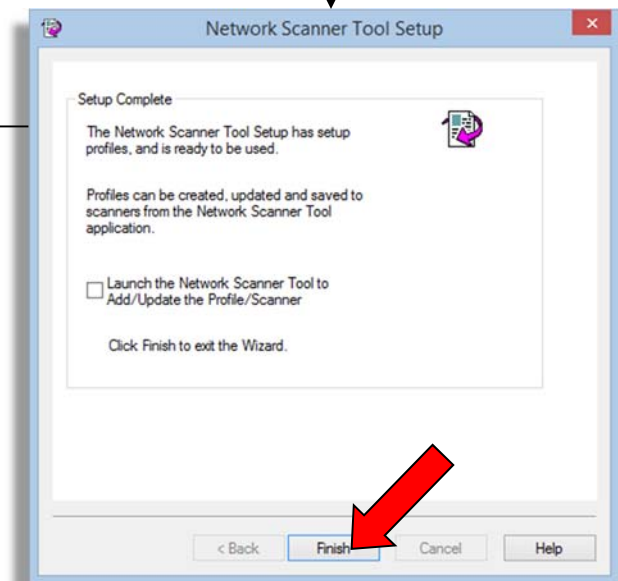 Network Scanner Tool Setup
Setup Complete
The Network Scanner Tool Setup has setup
profiles, and is ready to be used.
Profiles can be created, updated and saved to
scanners from the Network Scanner Tool
application.
Launch the Network Scanner Tool to
Add/Update the Profile/Scanner
Click Finish to exit the Wizard.
< Back Finish Cancel Help